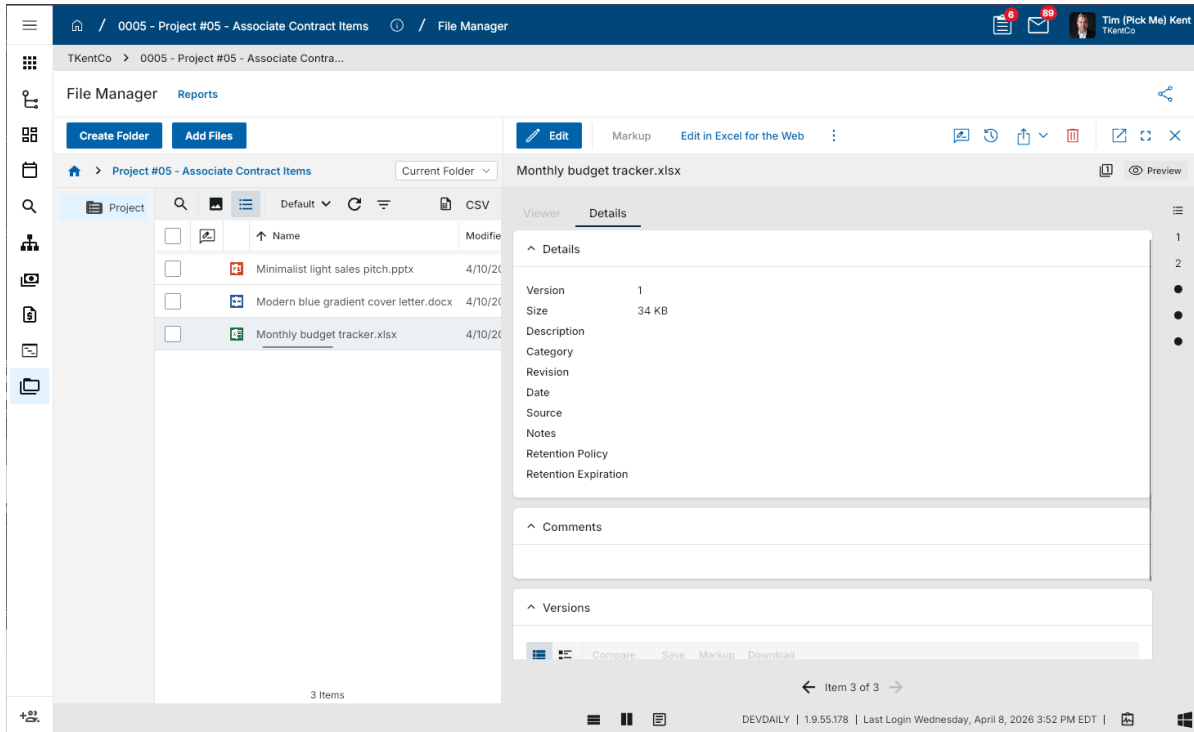 / 0005 - Project #05 - Associate Contract Items / File Manager
6
89
Tim (Pick Me) Kent
TKentCo
TKentCo > 0005 - Project #05 - Associate Contra...
File Manager Reports
Create Folder Add Files
Edit Markup Edit in Excel for the Web
> Project #05 - Associate Contract Items Current Folder
Monthly budget tracker.xlsx Preview
Project
Default CSV
Viewer Details
Name Modifie
Minimalist light sales pitch.pptx 4/10/20
Modern blue gradient cover letter.docx 4/10/20
Monthly budget tracker.xlsx 4/10/20
3 Items
Details
Version 1
Size 34 KB
Description
Category
Revision
Date
Source
Notes
Retention Policy
Retention Expiration
Comments
Versions
Compare Save Markup Download
1
2
Item 3 of 3
DEVDAILY | 1.9.55.178 | Last Login Wednesday, April 8, 2026 3:52 PM EDT |